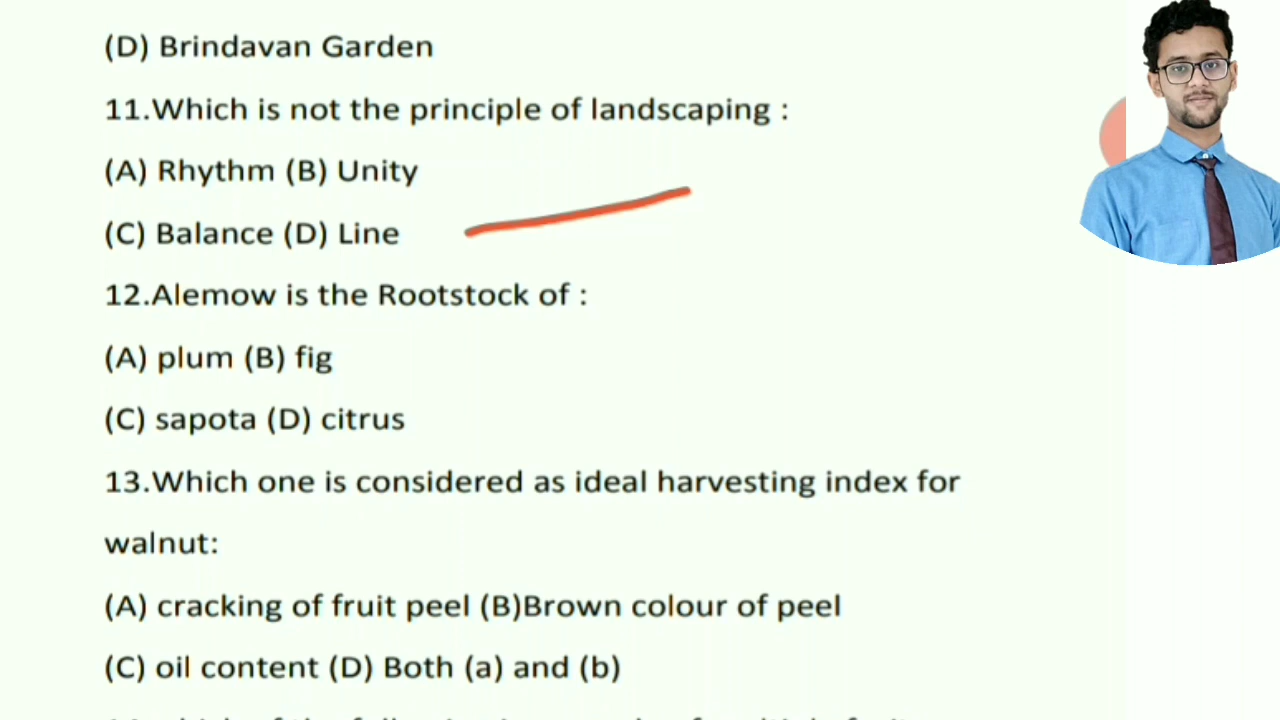 (D) Brindavan Garden
11.Which is not the principle of landscaping :
(A) Rhythm (B) Unity
(C) Balance (D) Line
12.Alemow is the Rootstock of :
(A) plum (B) fig
(C) sapota (D) citrus
13.Which one is considered as ideal harvesting index for
walnut:
(A) cracking of fruit peel (B)Brown colour of peel
(C) oil content (D) Both (a) and (b)